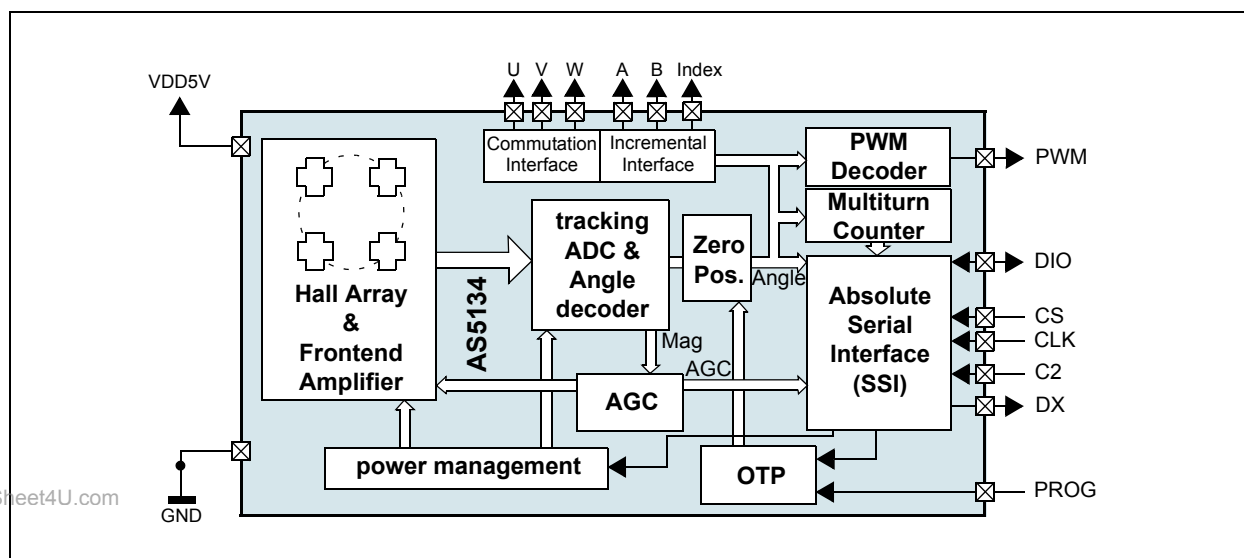 U V W A B Index
VDD5V
Commutation
Interface
Incremental
Interface
PWM
Decoder
PWM
Multiturn
Counter
tracking
ADC &
Angle
decoder
Zero
Pos.
Angle
Hall Array
&
Frontend
Amplifier
AS5134
Absolute
Serial
Interface
(SSI)
DIO
CS
CLK
C2
DX
Mag
AGC
AGC
power management
OTP
PROG
GND
Sheet4U.com